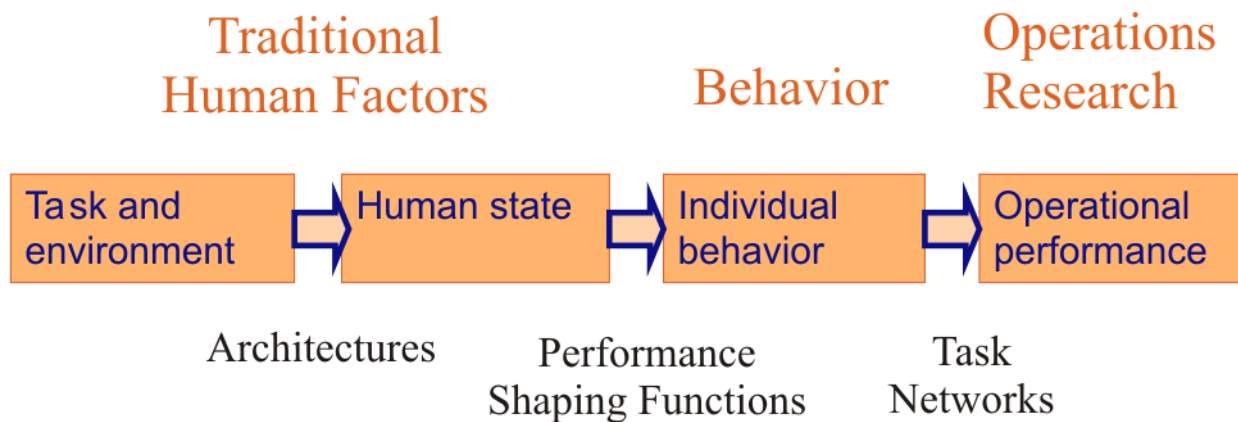 Traditional
Human Factors
Behavior
Operations
Research
Task and
environment
Human state
Individual
behavior
Operational
performance
Architectures
Performance
Shaping Functions
Task
Networks